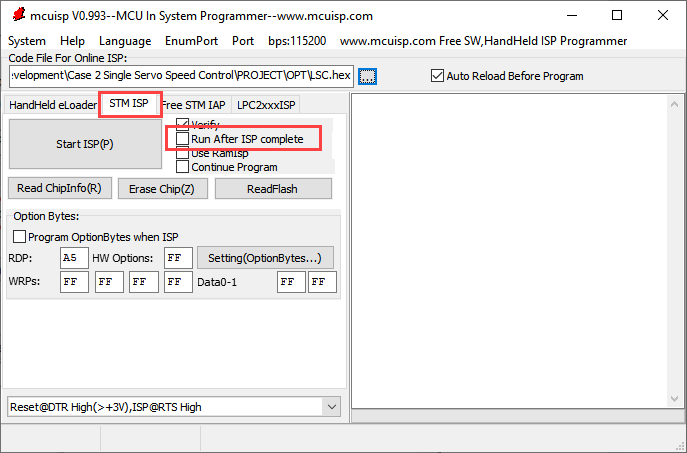 mcuisp V0.993--MCU In System Programmer--www.mcuisp.com
System Help Language EnumPort Port bps:115200 www.mcuisp.com Free SW,HandHeld ISP Programmer
Code File For Online ISP:
evelopment\Case 2 Single Servo Speed Control\PROJECT\OPT\LSC.hex ... Auto Reload Before Program
HandHeld eLoader STM ISP Free STM IAP LPC2xxxISP
Verify
Start ISP(P) Run After ISP complete
Use RamIsp
Continue Program
Read ChipInfo(R) Erase Chip(Z) ReadFlash
Option Bytes:
Program OptionBytes when ISP
RDP: A5 HW Options: FF Setting(OptionBytes...)
WRPs: FF FF FF FF Data0-1 FF FF
Reset@DTR High(>+3V),ISP@RTS High